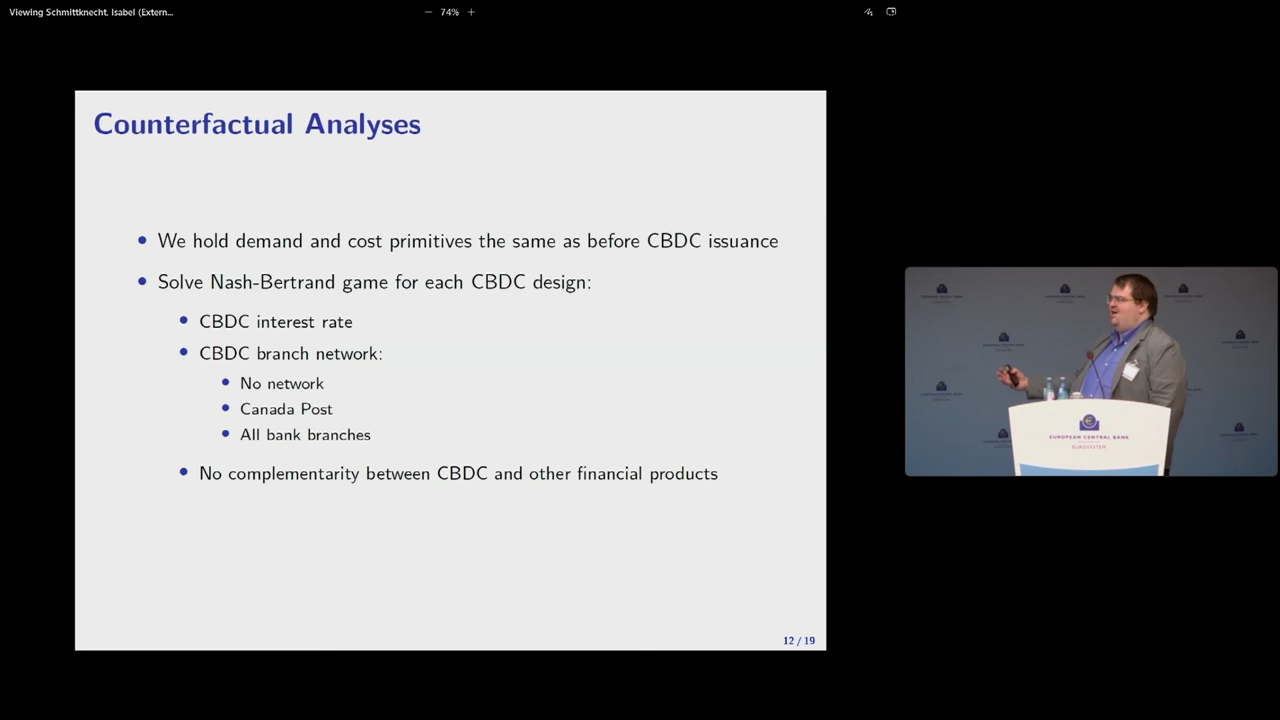 Viewing Schmittknecht, Isabel (Extern...
− 74% +
Counterfactual Analyses
• We hold demand and cost primitives the same as before CBDC issuance
• Solve Nash-Bertrand game for each CBDC design:
• CBDC interest rate
• CBDC branch network:
• No network
• Canada Post
• All bank branches
• No complementarity between CBDC and other financial products
12 / 19
EUROPEAN CENTRAL BANK
EUROSYSTEM